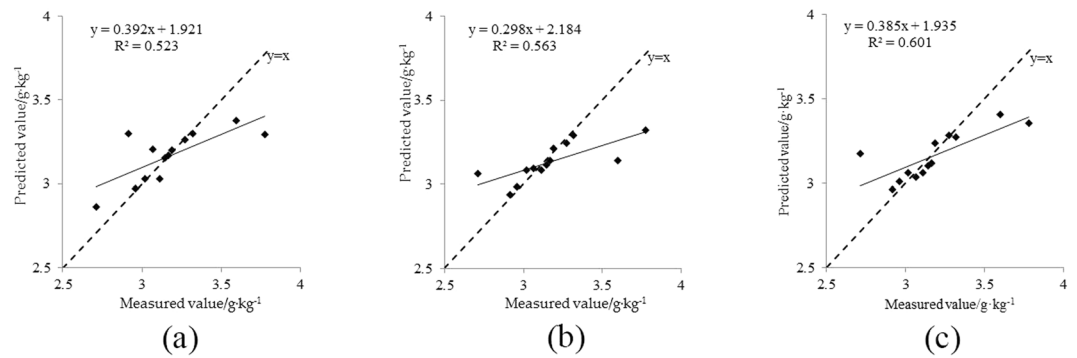 4
y = 0.392x + 1.921
R² = 0.523
y=x
3.5
3
2.5
Predicted value/g·kg-1
2.5 3 3.5 4
Measured value/g·kg-1
(a)
4
y = 0.298x + 2.184
R² = 0.563
y=x
3.5
3
2.5
Predicted value/g·kg-1
2.5 3 3.5 4
Measured value/g·kg-1
(b)
4
y = 0.385x + 1.935
R² = 0.601
y=x
3.5
3
2.5
Predicted value/g·kg-1
2.5 3 3.5 4
Measured value/g·kg-1
(c)